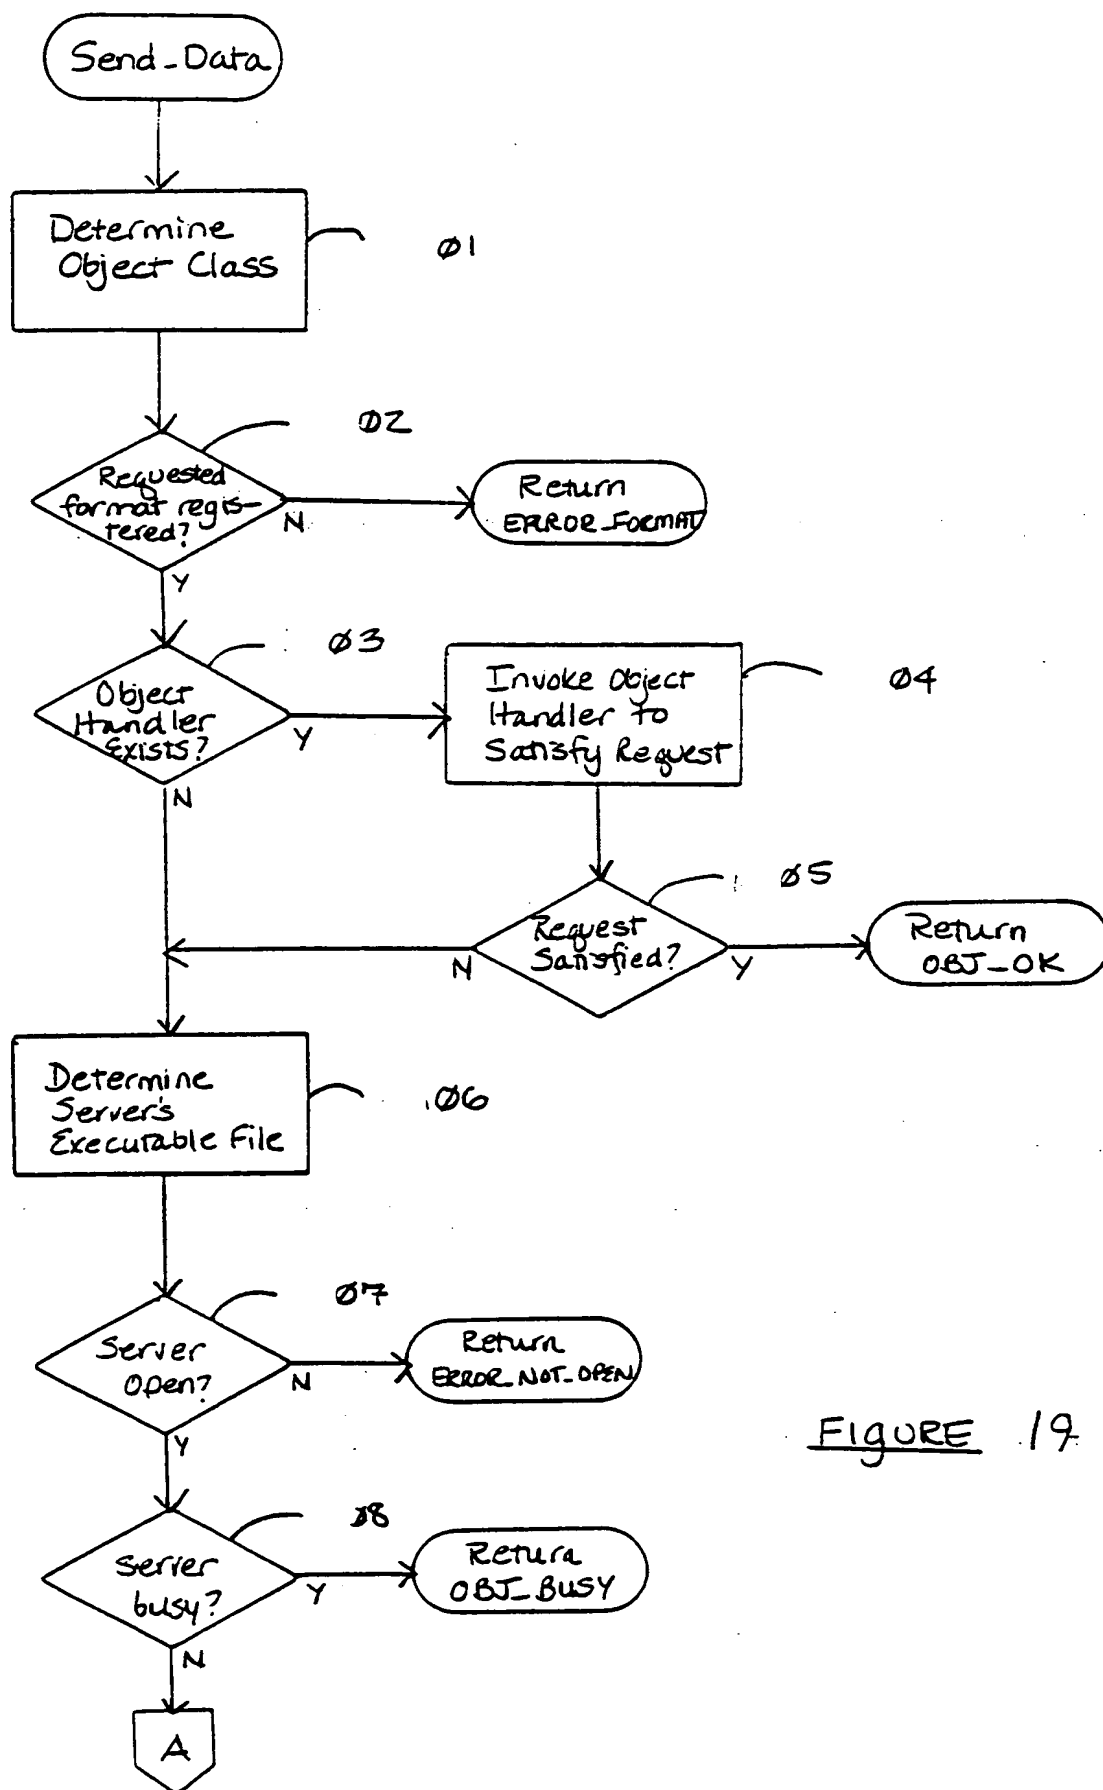 Send_Data
Determine
Object Class
Ø1
Ø2
Requested
format regis-
tered?
N
Return
ERROR_FORMAT
Y
Ø3
Object
Handler
Exists?
Y
Invoke Object
Handler to
Satisfy Request
Ø4
N
Ø5
Request
Satisfied?
N
Y
Return
OBJ_OK
Determine
Server's
Executable File
Ø6
Ø7
Server
Open?
N
Return
ERROR_NOT_OPEN
Y
FIGURE 19
Ø8
Server
busy?
Y
Return
OBJ_BUSY
N
A